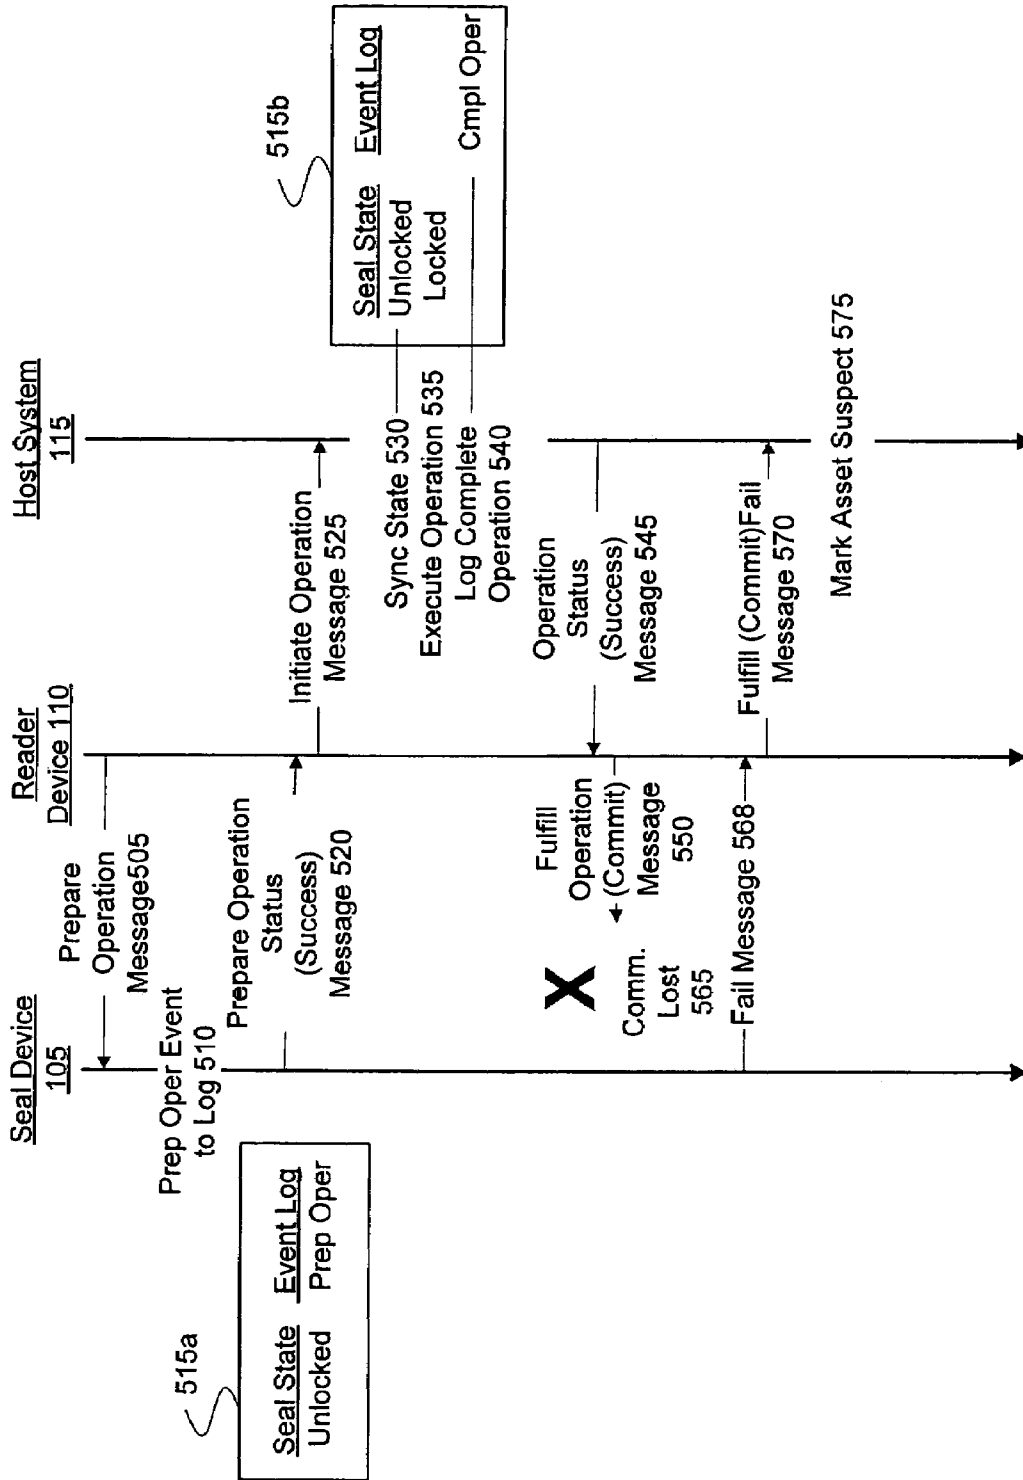 Seal Device
105
Reader
Device 110
Host System
115
Prepare
Operation
Message505
Prep Oper Event
to Log 510
515a
Seal State Event Log
Unlocked Prep Oper
Prepare Operation
Status
(Success)
Message 520
Initiate Operation
Message 525
515b
Seal State Event Log
Unlocked
Locked
Cmpl Oper
Sync State 530
Execute Operation 535
Log Complete
Operation 540
Operation
Status
(Success)
Message 545
Fulfill
Operation
(Commit)
Message
550
X
Comm.
Lost
565
Fail Message 568
Fulfill (Commit)Fail
Message 570
Mark Asset Suspect 575